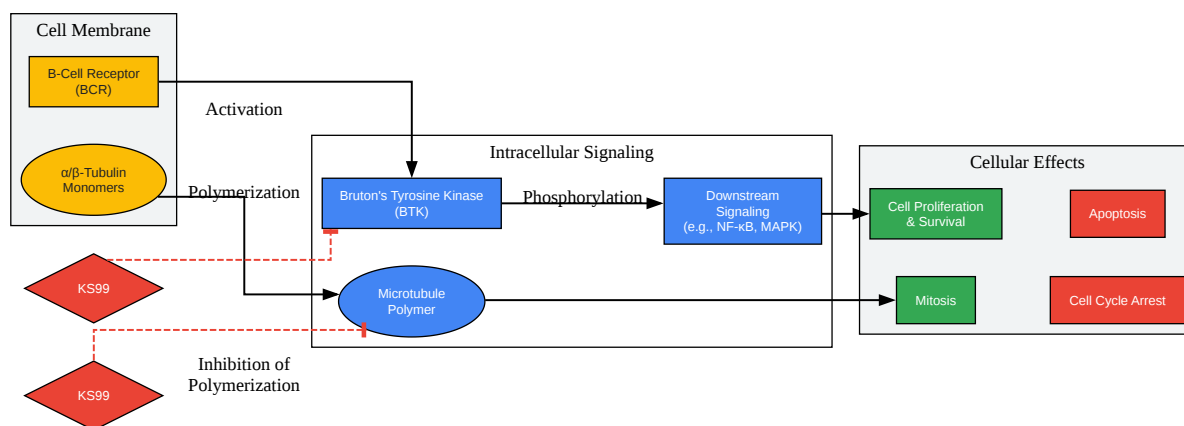 Cell Membrane
B-Cell Receptor
(BCR)
Activation
α/β-Tubulin
Monomers
Polymerization
Intracellular Signaling
Bruton's Tyrosine Kinase
(BTK)
Phosphorylation
Downstream
Signaling
(e.g., NF-κB, MAPK)
Cellular Effects
Cell Proliferation
& Survival
Apoptosis
KS99
Microtubule
Polymer
Mitosis
Cell Cycle Arrest
Inhibition of
Polymerization
KS99